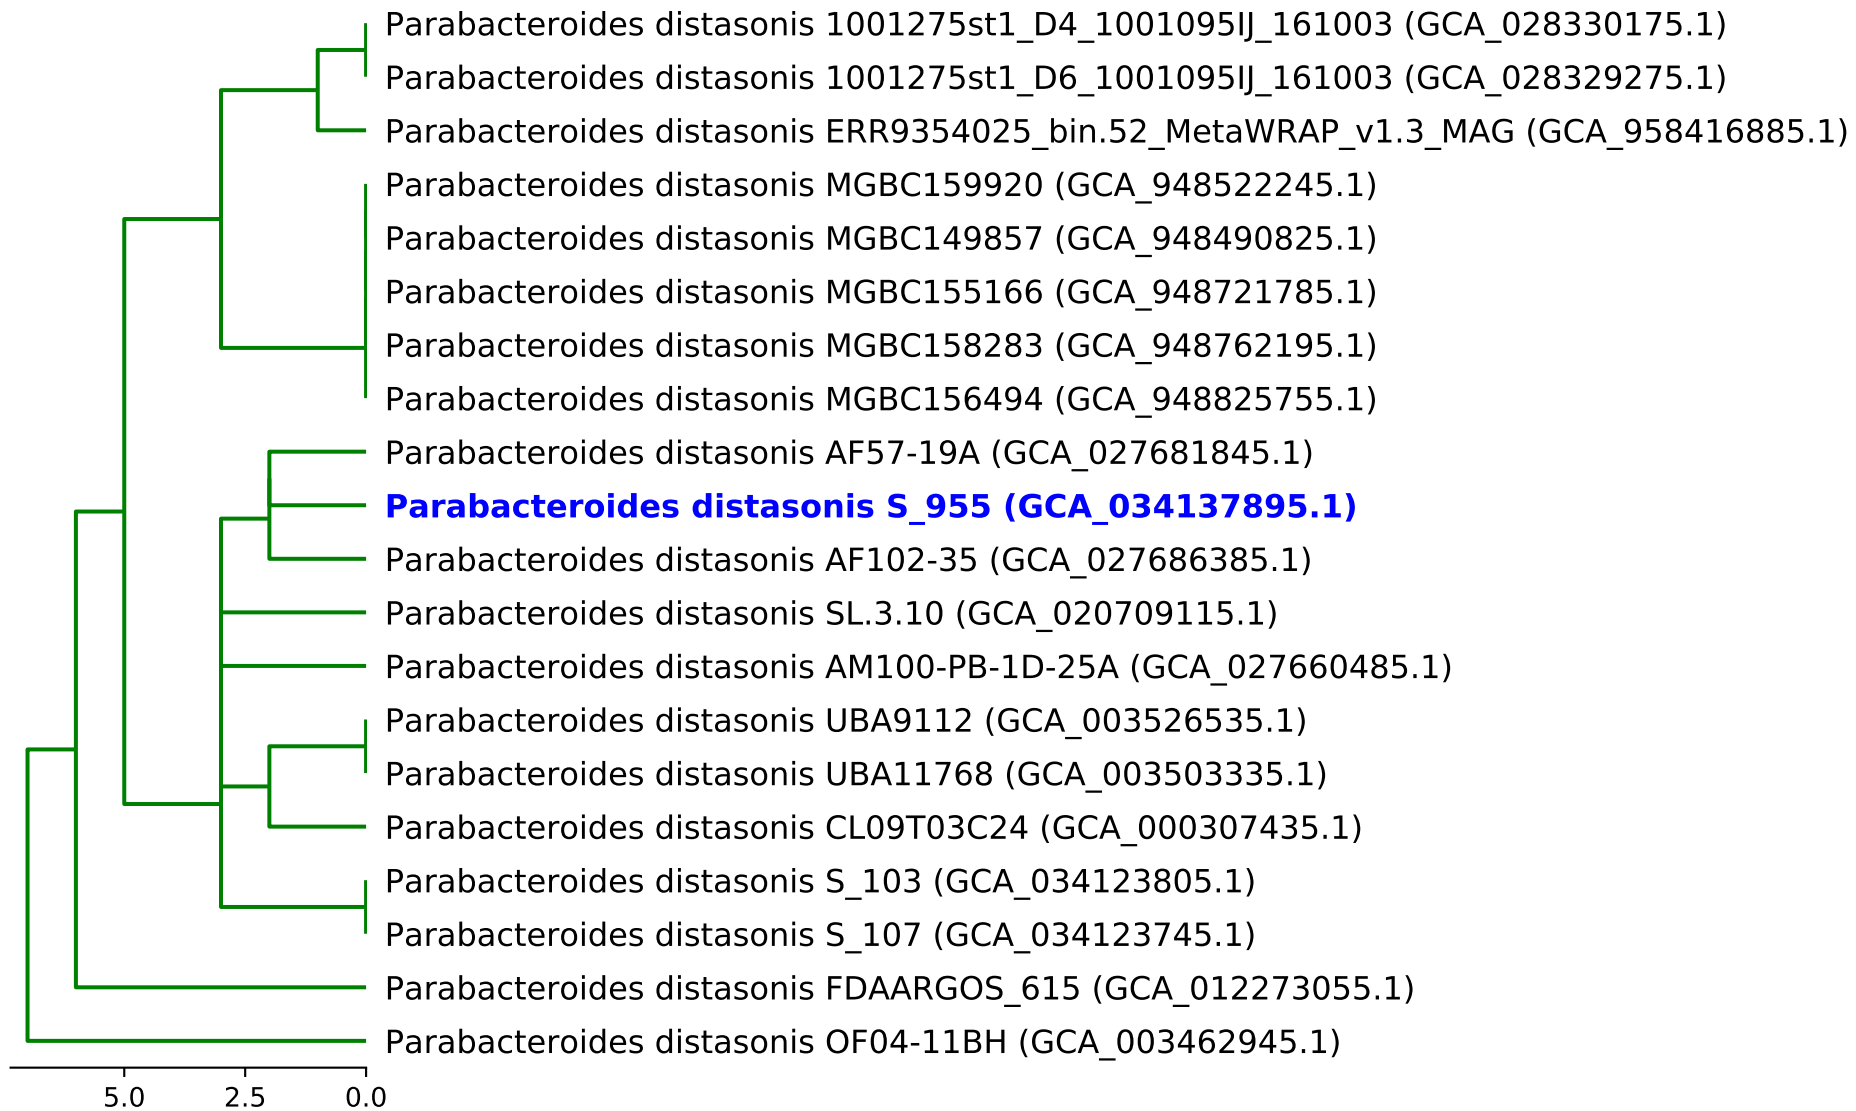 Parabacteroides distasonis 1001275st1_D4_1001095IJ_161003 (GCA_028330175.1)
Parabacteroides distasonis 1001275st1_D6_1001095IJ_161003 (GCA_028329275.1)
Parabacteroides distasonis ERR9354025_bin.52_MetaWRAP_v1.3_MAG (GCA_958416885.1)
Parabacteroides distasonis MGBC159920 (GCA_948522245.1)
Parabacteroides distasonis MGBC149857 (GCA_948490825.1)
Parabacteroides distasonis MGBC155166 (GCA_948721785.1)
Parabacteroides distasonis MGBC158283 (GCA_948762195.1)
Parabacteroides distasonis MGBC156494 (GCA_948825755.1)
Parabacteroides distasonis AF57-19A (GCA_027681845.1)
Parabacteroides distasonis S_955 (GCA_034137895.1)
Parabacteroides distasonis AF102-35 (GCA_027686385.1)
Parabacteroides distasonis SL.3.10 (GCA_020709115.1)
Parabacteroides distasonis AM100-PB-1D-25A (GCA_027660485.1)
Parabacteroides distasonis UBA9112 (GCA_003526535.1)
Parabacteroides distasonis UBA11768 (GCA_003503335.1)
Parabacteroides distasonis CL09T03C24 (GCA_000307435.1)
Parabacteroides distasonis S_103 (GCA_034123805.1)
Parabacteroides distasonis S_107 (GCA_034123745.1)
Parabacteroides distasonis FDAARGOS_615 (GCA_012273055.1)
Parabacteroides distasonis OF04-11BH (GCA_003462945.1)
5.0 2.5 0.0